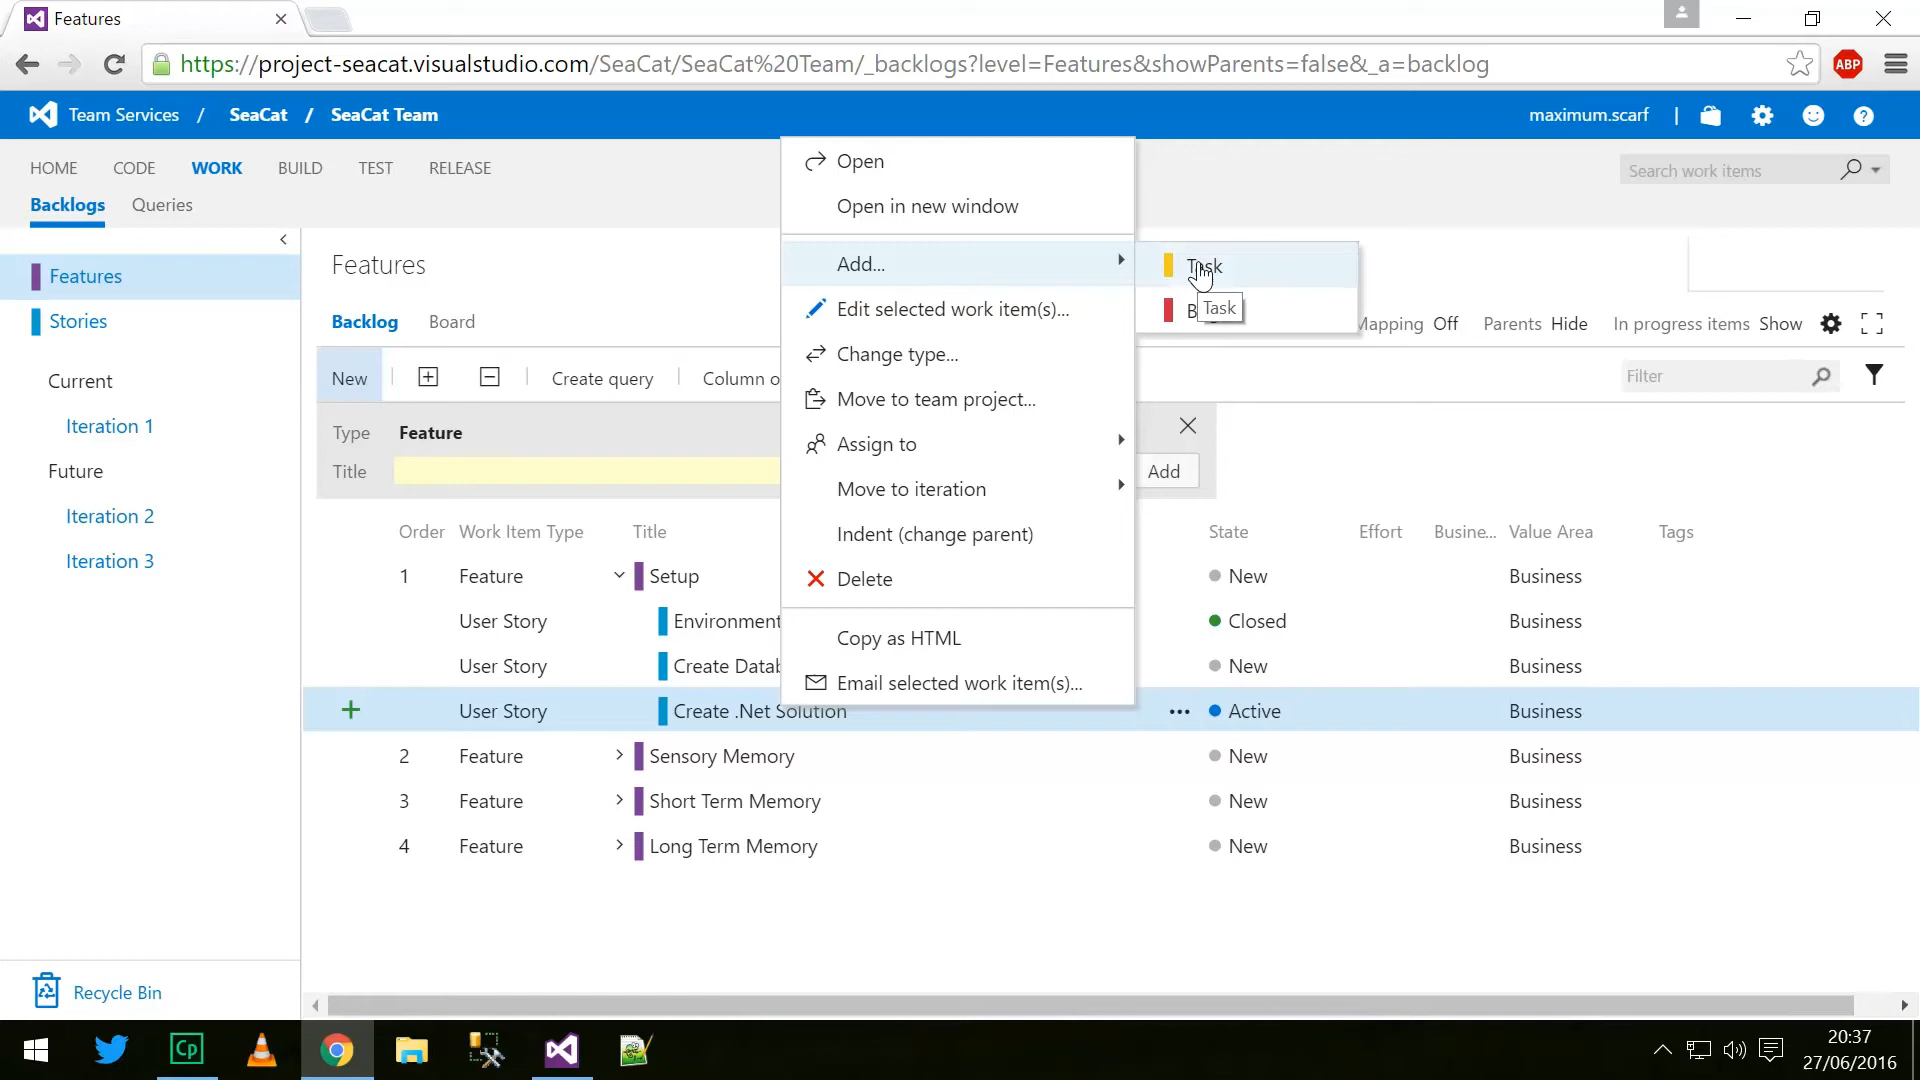 Features
https://project-seacat.visualstudio.com/SeaCat/SeaCat%20Team/_backlogs?level=Features&showParents=false&_a=backlog
ABP
Team Services / SeaCat / SeaCat Team
maximum.scarf |
HOME CODE WORK BUILD TEST RELEASE
Search work items
Backlogs Queries
Features
Stories
Current
Iteration 1
Future
Iteration 2
Iteration 3
Recycle Bin
Features
Backlog Board
Mapping Off Parents Hide In progress items Show
New Create query Column o
Filter
Type Feature
Title
Add
Open
Open in new window
Add...
Edit selected work item(s)...
Change type...
Move to team project...
Assign to
Move to iteration
Indent (change parent)
Delete
Copy as HTML
Email selected work item(s)...
Task
Task
Order Work Item Type Title State Effort Busine... Value Area Tags
1 Feature Setup New Business
User Story Environment Closed Business
User Story Create Datab New Business
User Story Create .Net Solution ... Active Business
2 Feature Sensory Memory New Business
3 Feature Short Term Memory New Business
4 Feature Long Term Memory New Business
Cp
20:37
27/06/2016